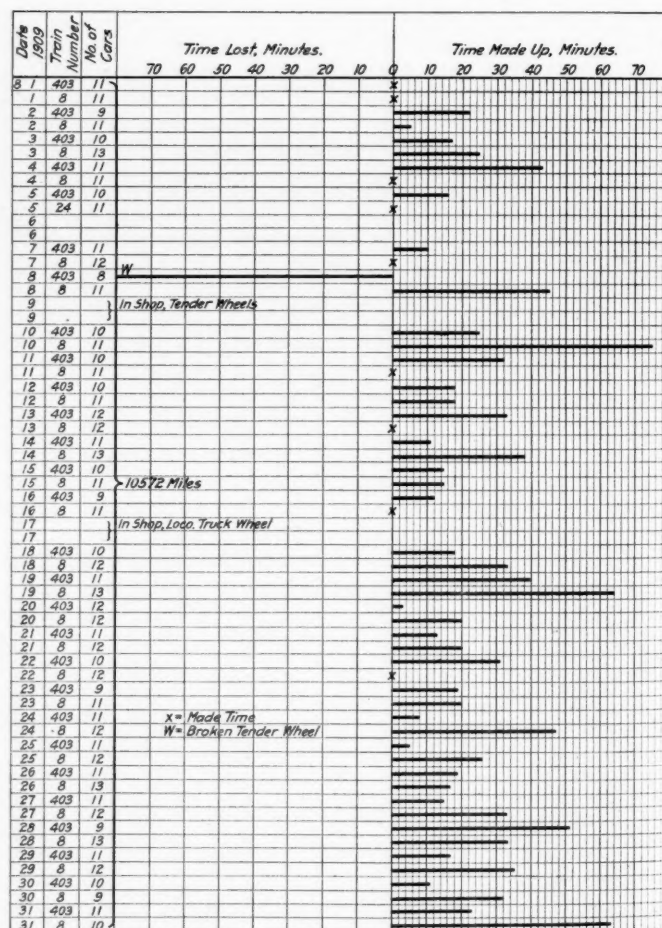 Date 1909 Train Number No. of Cars Time Lost, Minutes. Time Made Up, Minutes.
70 60 50 40 30 20 10 0 10 20 30 40 50 60 70
8 1 403 11 x
1 8 11 x
2 403 9
2 8 11
3 403 10
3 8 13
4 403 11
4 8 11 x
5 403 10
5 24 11 x
6
6
7 403 11
7 8 12 x
8 403 8 W
8 8 11
9 In Shop, Tender Wheels
9
10 403 10
10 8 11
11 403 10
11 8 11 x
12 403 10
12 8 11
13 403 12
13 8 12 x
14 403 11
14 8 13
15 403 10
15 8 11 10572 Miles
16 403 9
16 8 11 x
17 In Shop, Loco. Truck Wheel
17
18 403 10
18 8 12
19 403 11
19 8 13
20 403 12
20 8 12
21 403 11
21 8 12
22 403 10
22 8 12 x
23 403 9
23 8 11
24 403 11 x = Made Time
24 8 12 W = Broken Tender Wheel
25 403 11
25 8 12
26 403 11
26 8 13
27 403 11
27 8 12
28 403 9
28 8 13
29 403 11
29 8 12
30 403 10
30 8 9
31 403 11
31 8 10